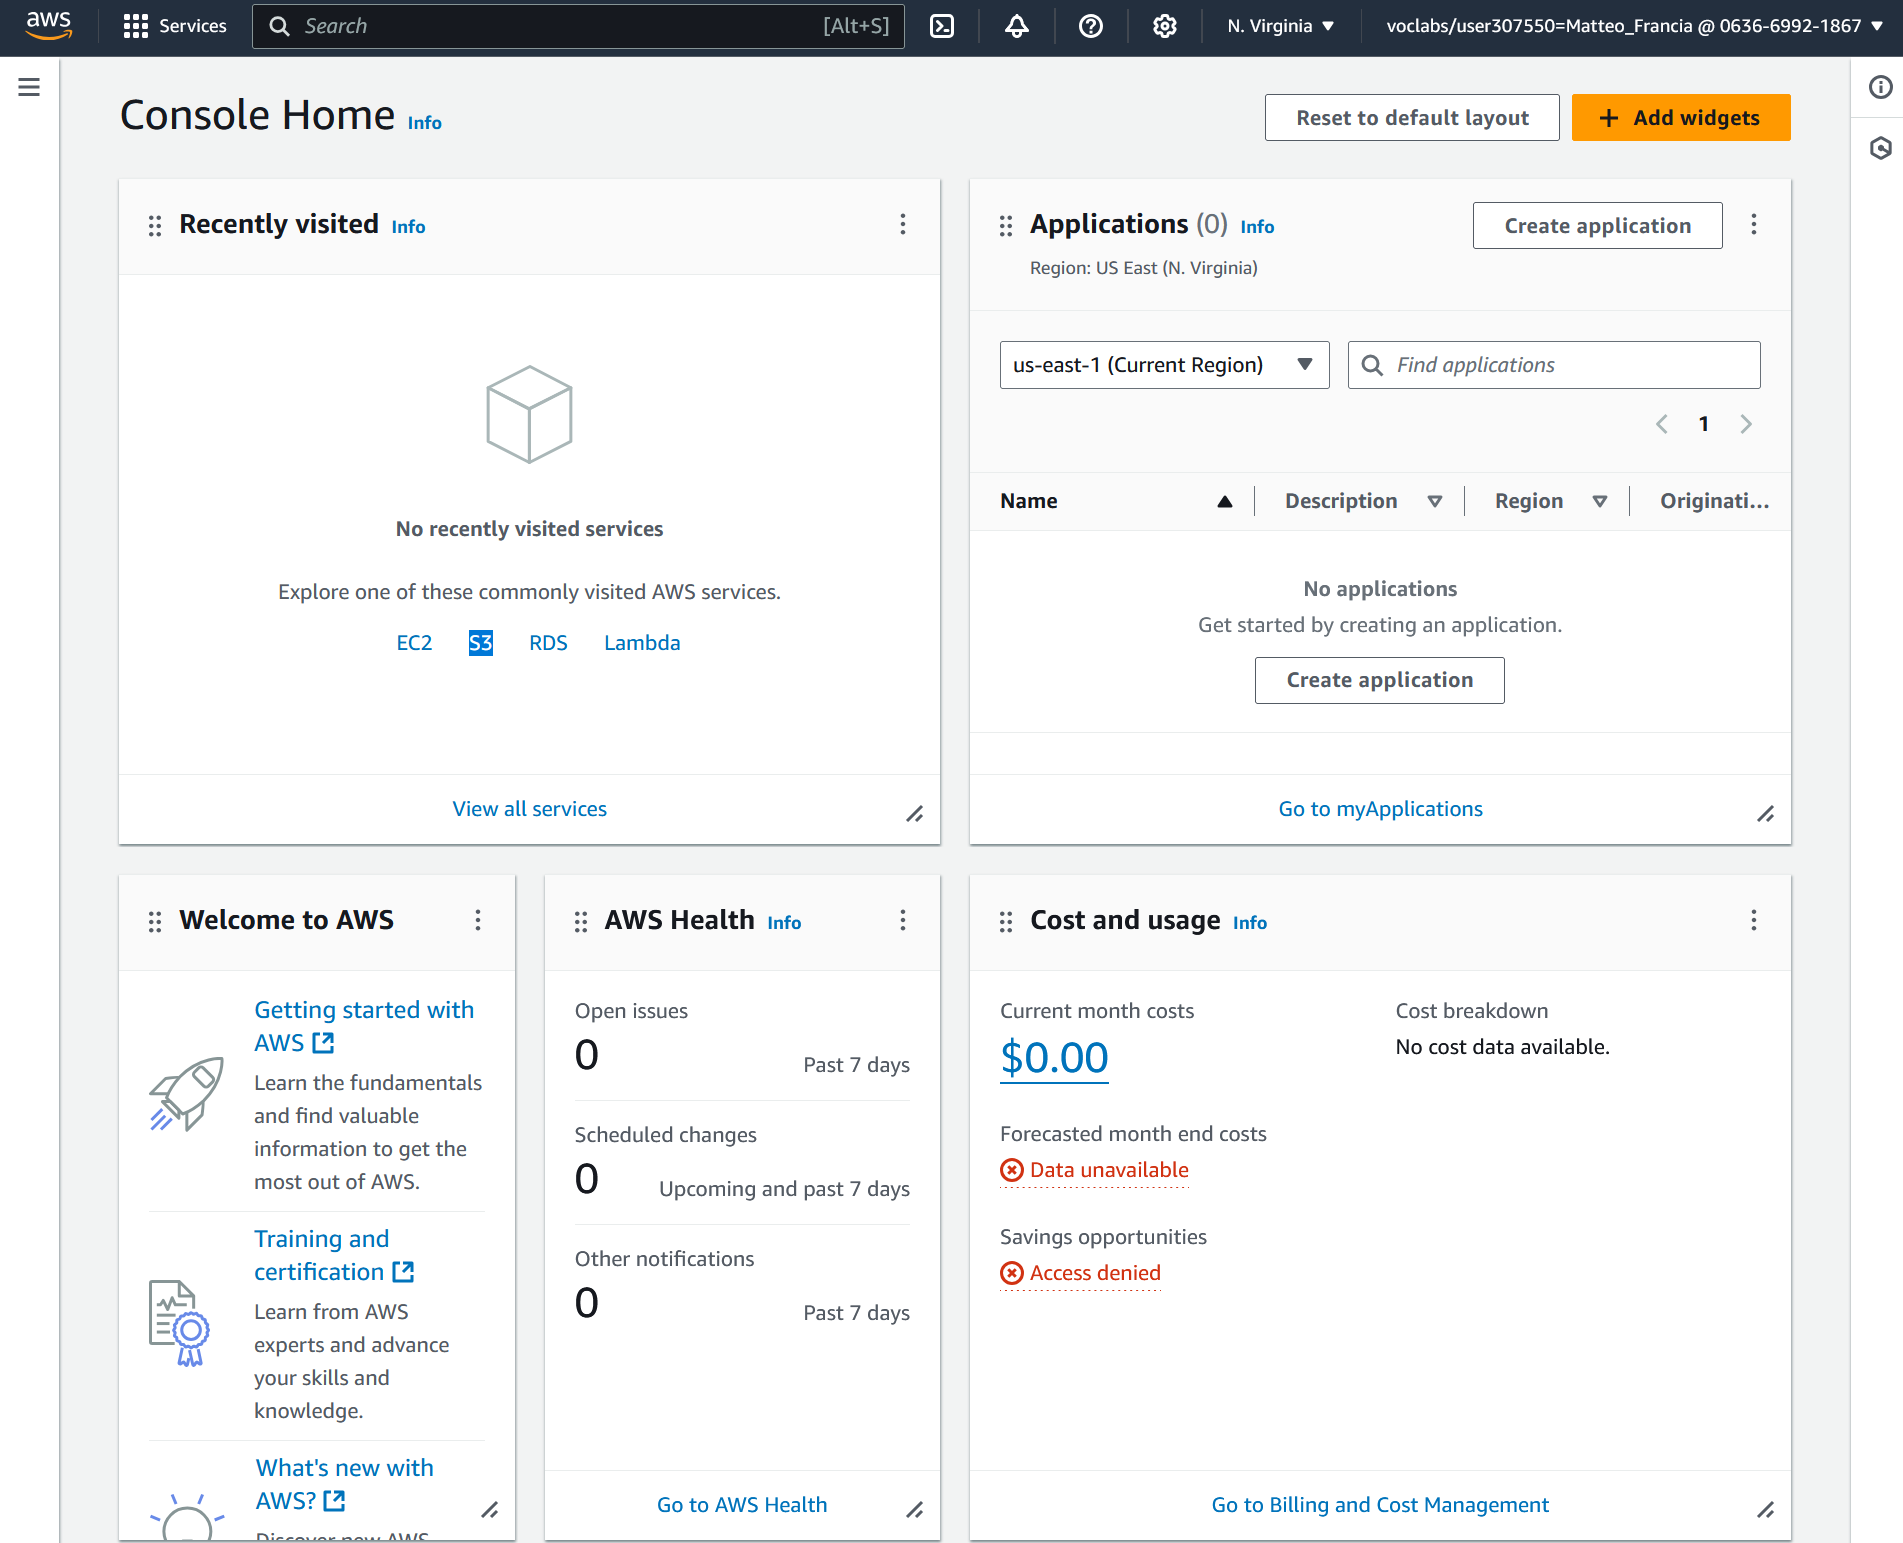 aws
Services
Search
[Alt+S]
N. Virginia
voclabs/user307550=Matteo_Francia @ 0636-6992-1867
Console Home Info
Reset to default layout
Add widgets
Recently visited Info
No recently visited services
Explore one of these commonly visited AWS services.
EC2 S3 RDS Lambda
View all services
Applications (0) Info
Region: US East (N. Virginia)
Create application
us-east-1 (Current Region)
Find applications
1
Name Description Region Originati...
No applications
Get started by creating an application.
Create application
Go to myApplications
Welcome to AWS
Getting started with
AWS
Learn the fundamentals
and find valuable
information to get the
most out of AWS.
Training and
certification
Learn from AWS
experts and advance
your skills and
knowledge.
What's new with
AWS?
Discover new AWS
AWS Health Info
Open issues
0
Past 7 days
Scheduled changes
0
Upcoming and past 7 days
Other notifications
0
Past 7 days
Go to AWS Health
Cost and usage Info
Current month costs
$0.00
Forecasted month end costs
Data unavailable
Savings opportunities
Access denied
Cost breakdown
No cost data available.
Go to Billing and Cost Management